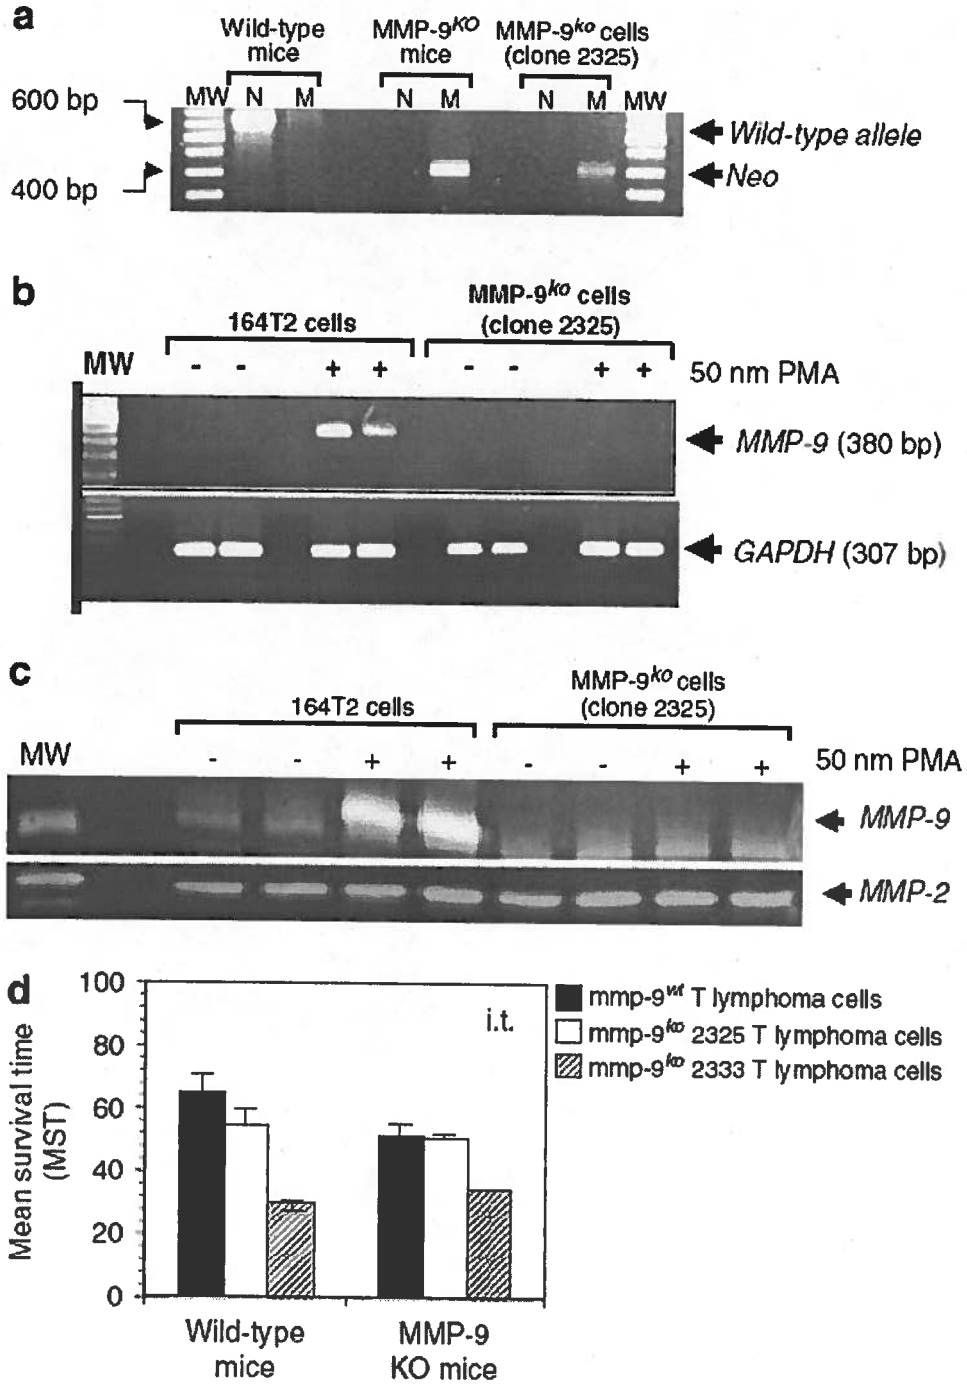 a
Wild-type mice
MMP-9KO mice
MMP-9ko cells (clone 2325)
600 bp
MW N M N M N M MW
Wild-type allele
Neo
400 bp
b
164T2 cells
MMP-9ko cells (clone 2325)
MW - - + + - - + + 50 nm PMA
MMP-9 (380 bp)
GAPDH (307 bp)
c
164T2 cells
MMP-9ko cells (clone 2325)
MW - - + + - - + + 50 nm PMA
MMP-9
MMP-2
d
Mean survival time (MST)
100
80
60
40
20
0
i.t.
mmp-9wt T lymphoma cells
mmp-9ko 2325 T lymphoma cells
mmp-9ko 2333 T lymphoma cells
Wild-type mice
MMP-9 KO mice